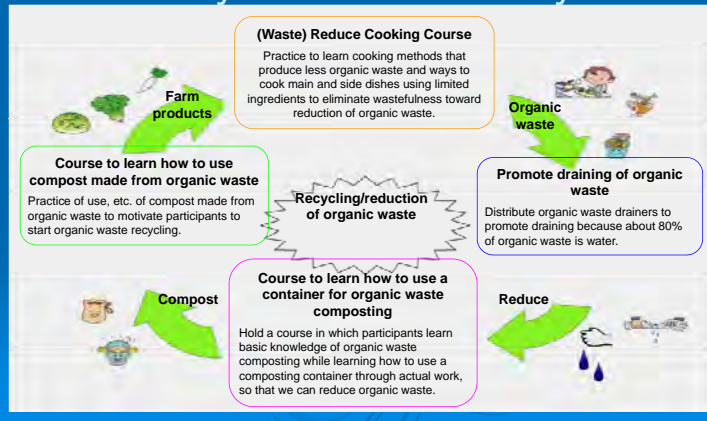 (Waste) Reduce Cooking Course
Practice to learn cooking methods that
produce less organic waste and ways to
cook main and side dishes using limited
ingredients to eliminate wastefulness toward
reduction of organic waste.
Farm
products
Organic
waste
Course to learn how to use
compost made from organic waste
Practice of use, etc. of compost made from
organic waste to motivate participants to
start organic waste recycling.
Recycling/reduction
of organic waste
Promote draining of organic
waste
Distribute organic waste drainers to
promote draining because about 80%
of organic waste is water.
Compost
Course to learn how to use a
container for organic waste
composting
Hold a course in which participants learn
basic knowledge of organic waste
composting while learning how to use a
composting container through actual work,
so that we can reduce organic waste.
Reduce